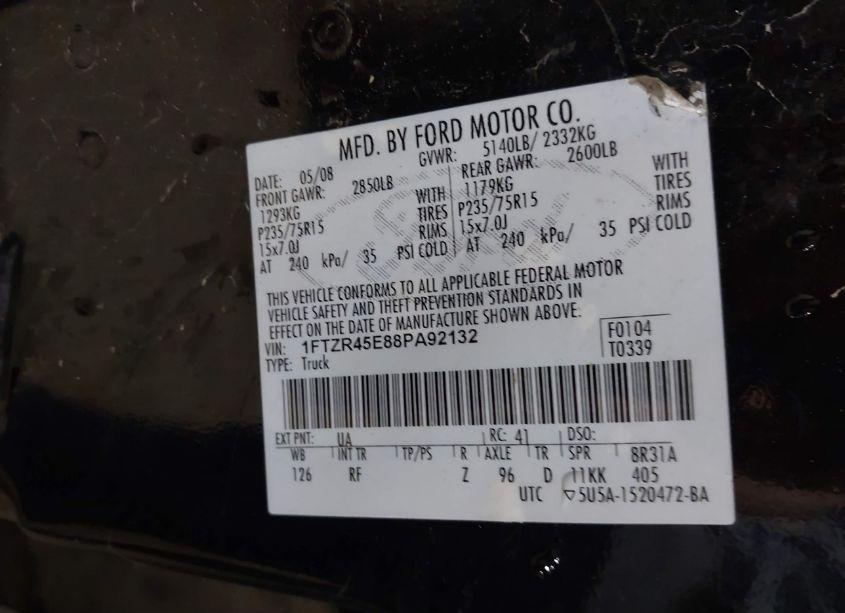 MFD. BY FORD MOTOR CO.
DATE: 05/08 GVWR: 5140LB/ 2332KG
FRONT GAWR: 2850LB REAR GAWR: 2600LB
1293KG WITH 1179KG WITH
P235/75R15 TIRES P235/75R15 TIRES
15x7.0J RIMS 15x7.0J RIMS
AT 240 kPa/ 35 PSI COLD AT 240 kPa/ 35 PSI COLD
THIS VEHICLE CONFORMS TO ALL APPLICABLE FEDERAL MOTOR
VEHICLE SAFETY AND THEFT PREVENTION STANDARDS IN
EFFECT ON THE DATE OF MANUFACTURE SHOWN ABOVE.
VIN: 1FTZR45E88PA92132 F0104
TYPE: Truck T0339
EXT PNT: UA RC: 41 DSO:
WB INT TR TP/PS R AXLE TR SPR 8R31A
126 RF Z 96 D 11KK 405
UTC ▽5U5A-1520472-BA